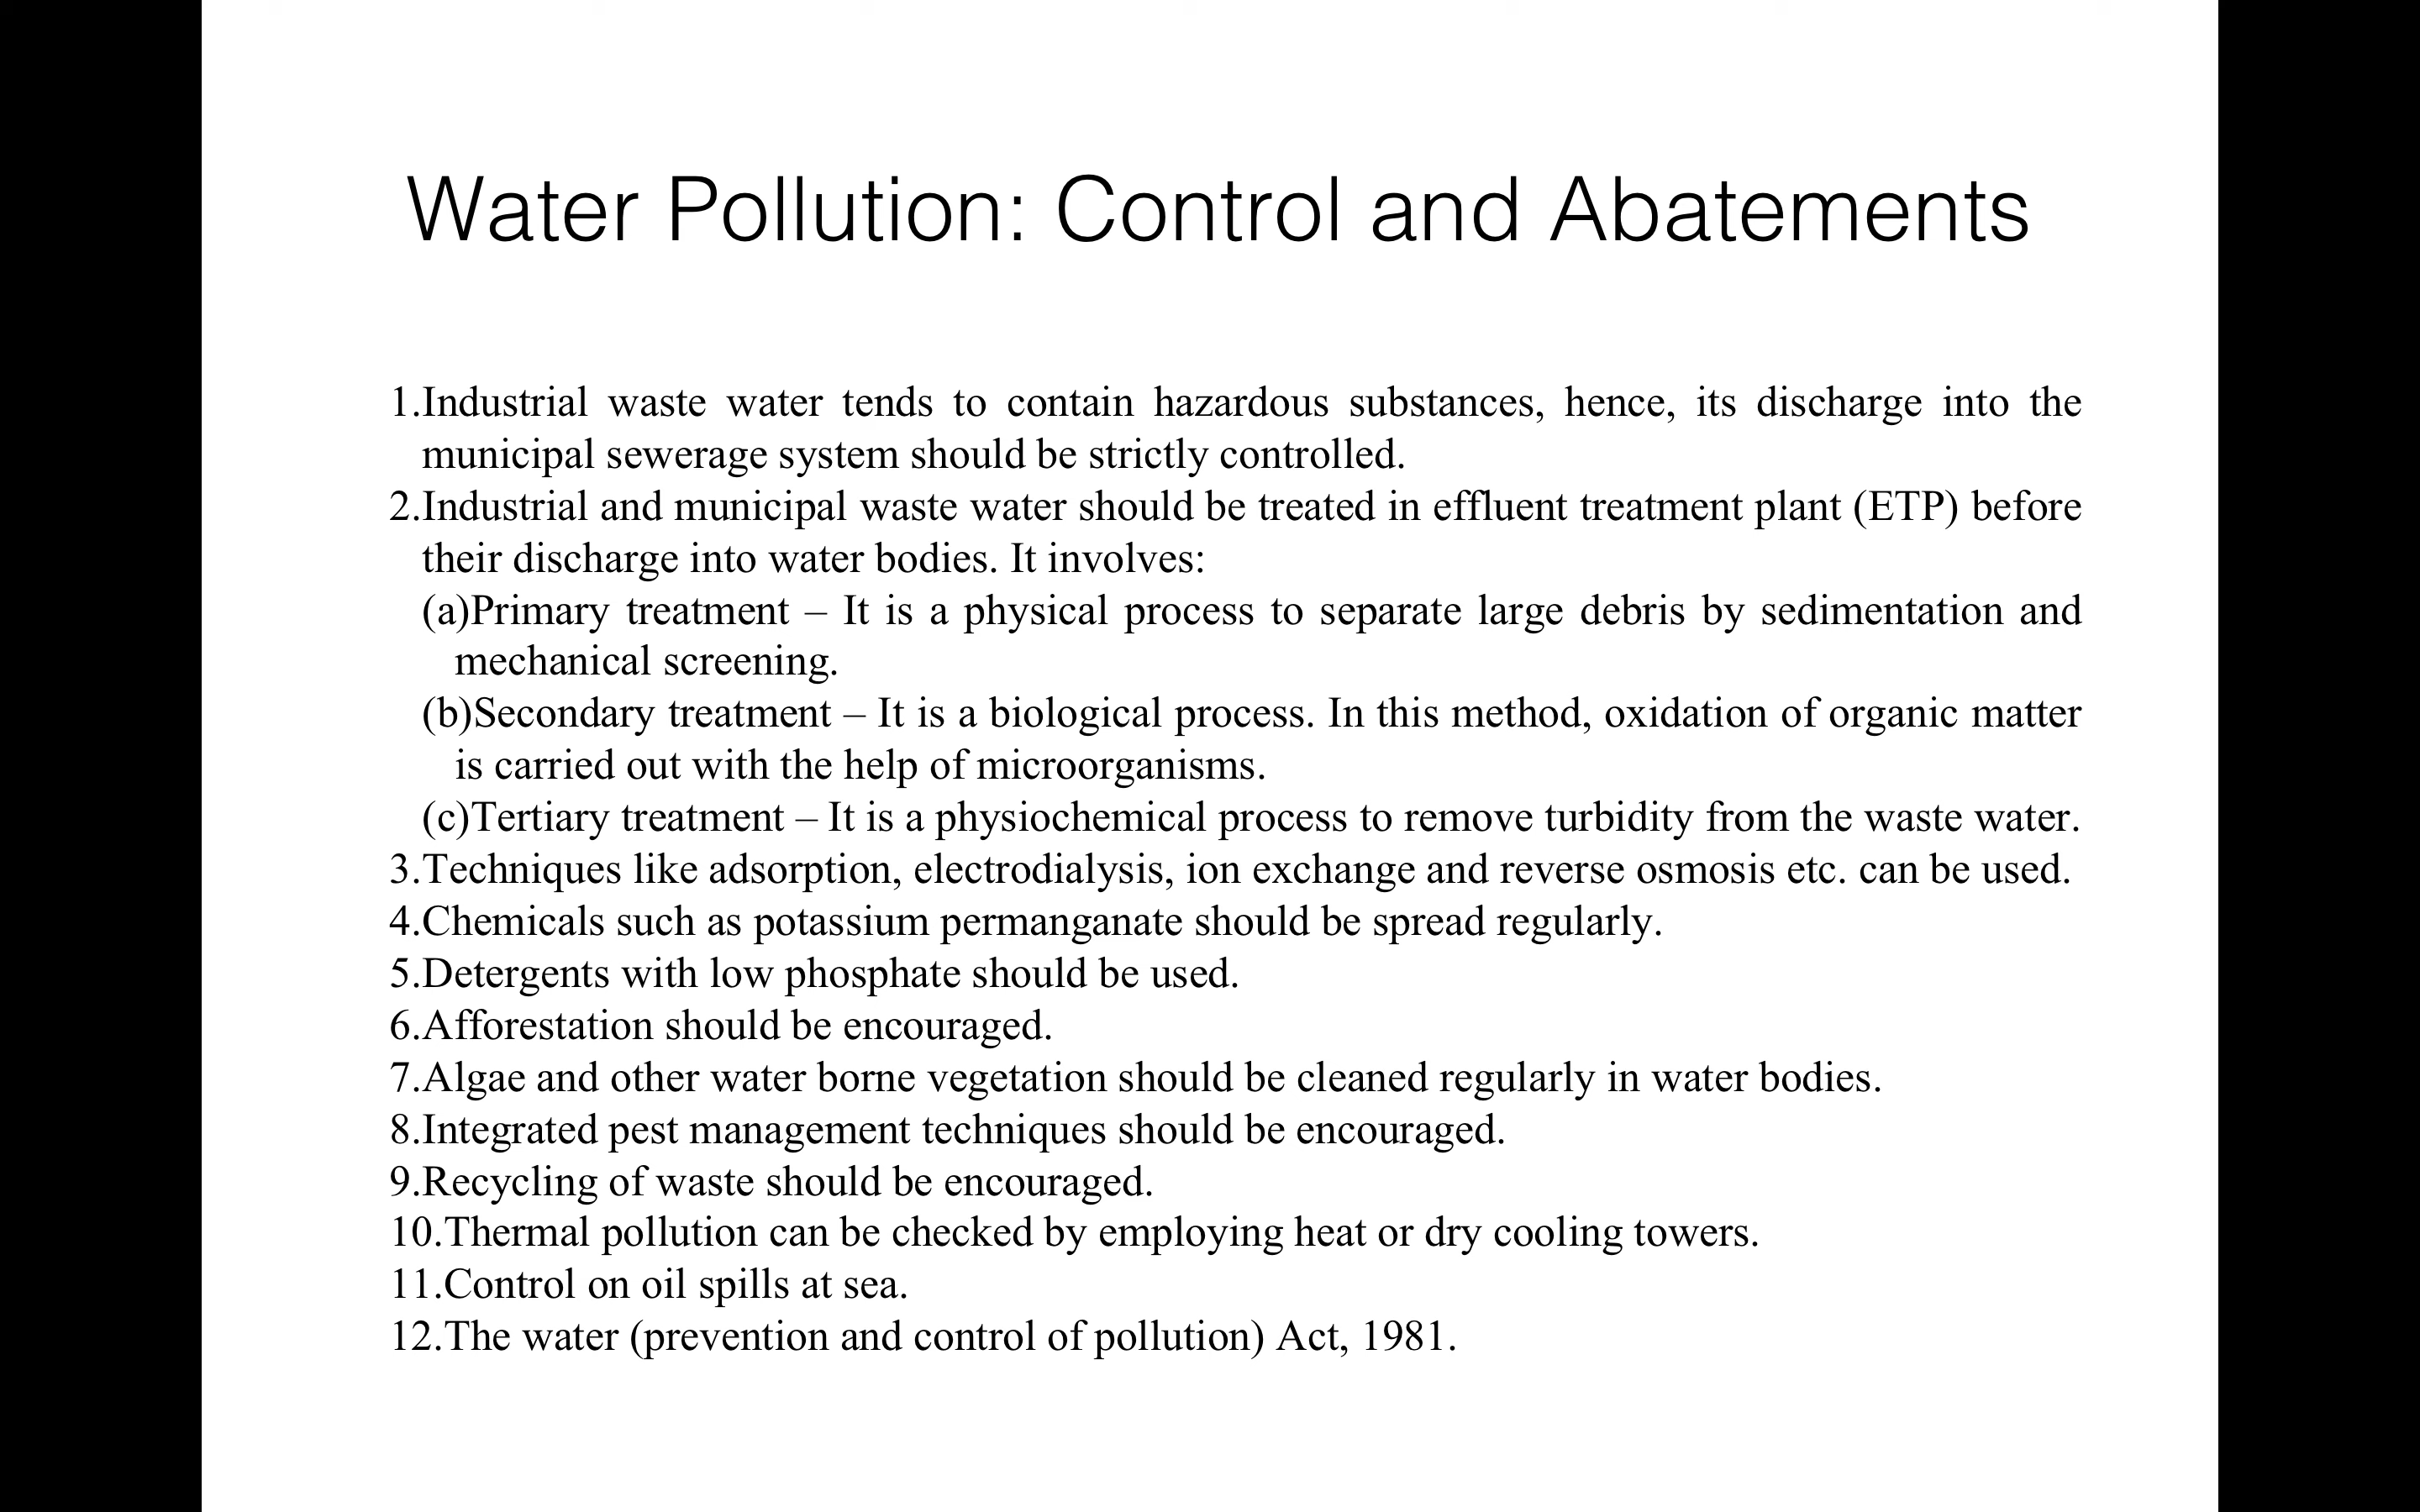 Water Pollution: Control and Abatements
1.Industrial waste water tends to contain hazardous substances, hence, its discharge into the
municipal sewerage system should be strictly controlled.
2.Industrial and municipal waste water should be treated in effluent treatment plant (ETP) before
their discharge into water bodies. It involves:
(a)Primary treatment – It is a physical process to separate large debris by sedimentation and
mechanical screening.
(b)Secondary treatment – It is a biological process. In this method, oxidation of organic matter
is carried out with the help of microorganisms.
(c)Tertiary treatment – It is a physiochemical process to remove turbidity from the waste water.
3.Techniques like adsorption, electrodialysis, ion exchange and reverse osmosis etc. can be used.
4.Chemicals such as potassium permanganate should be spread regularly.
5.Detergents with low phosphate should be used.
6.Afforestation should be encouraged.
7.Algae and other water borne vegetation should be cleaned regularly in water bodies.
8.Integrated pest management techniques should be encouraged.
9.Recycling of waste should be encouraged.
10.Thermal pollution can be checked by employing heat or dry cooling towers.
11.Control on oil spills at sea.
12.The water (prevention and control of pollution) Act, 1981.